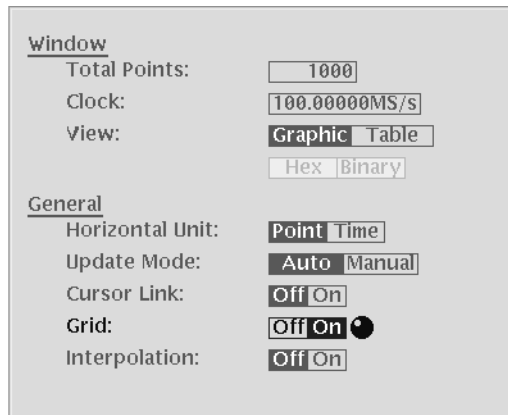 Window
Total Points: 1000
Clock: 100.00000MS/s
View: Graphic Table
Hex Binary
General
Horizontal Unit: Point Time
Update Mode: Auto Manual
Cursor Link: Off On
Grid: Off On
Interpolation: Off On